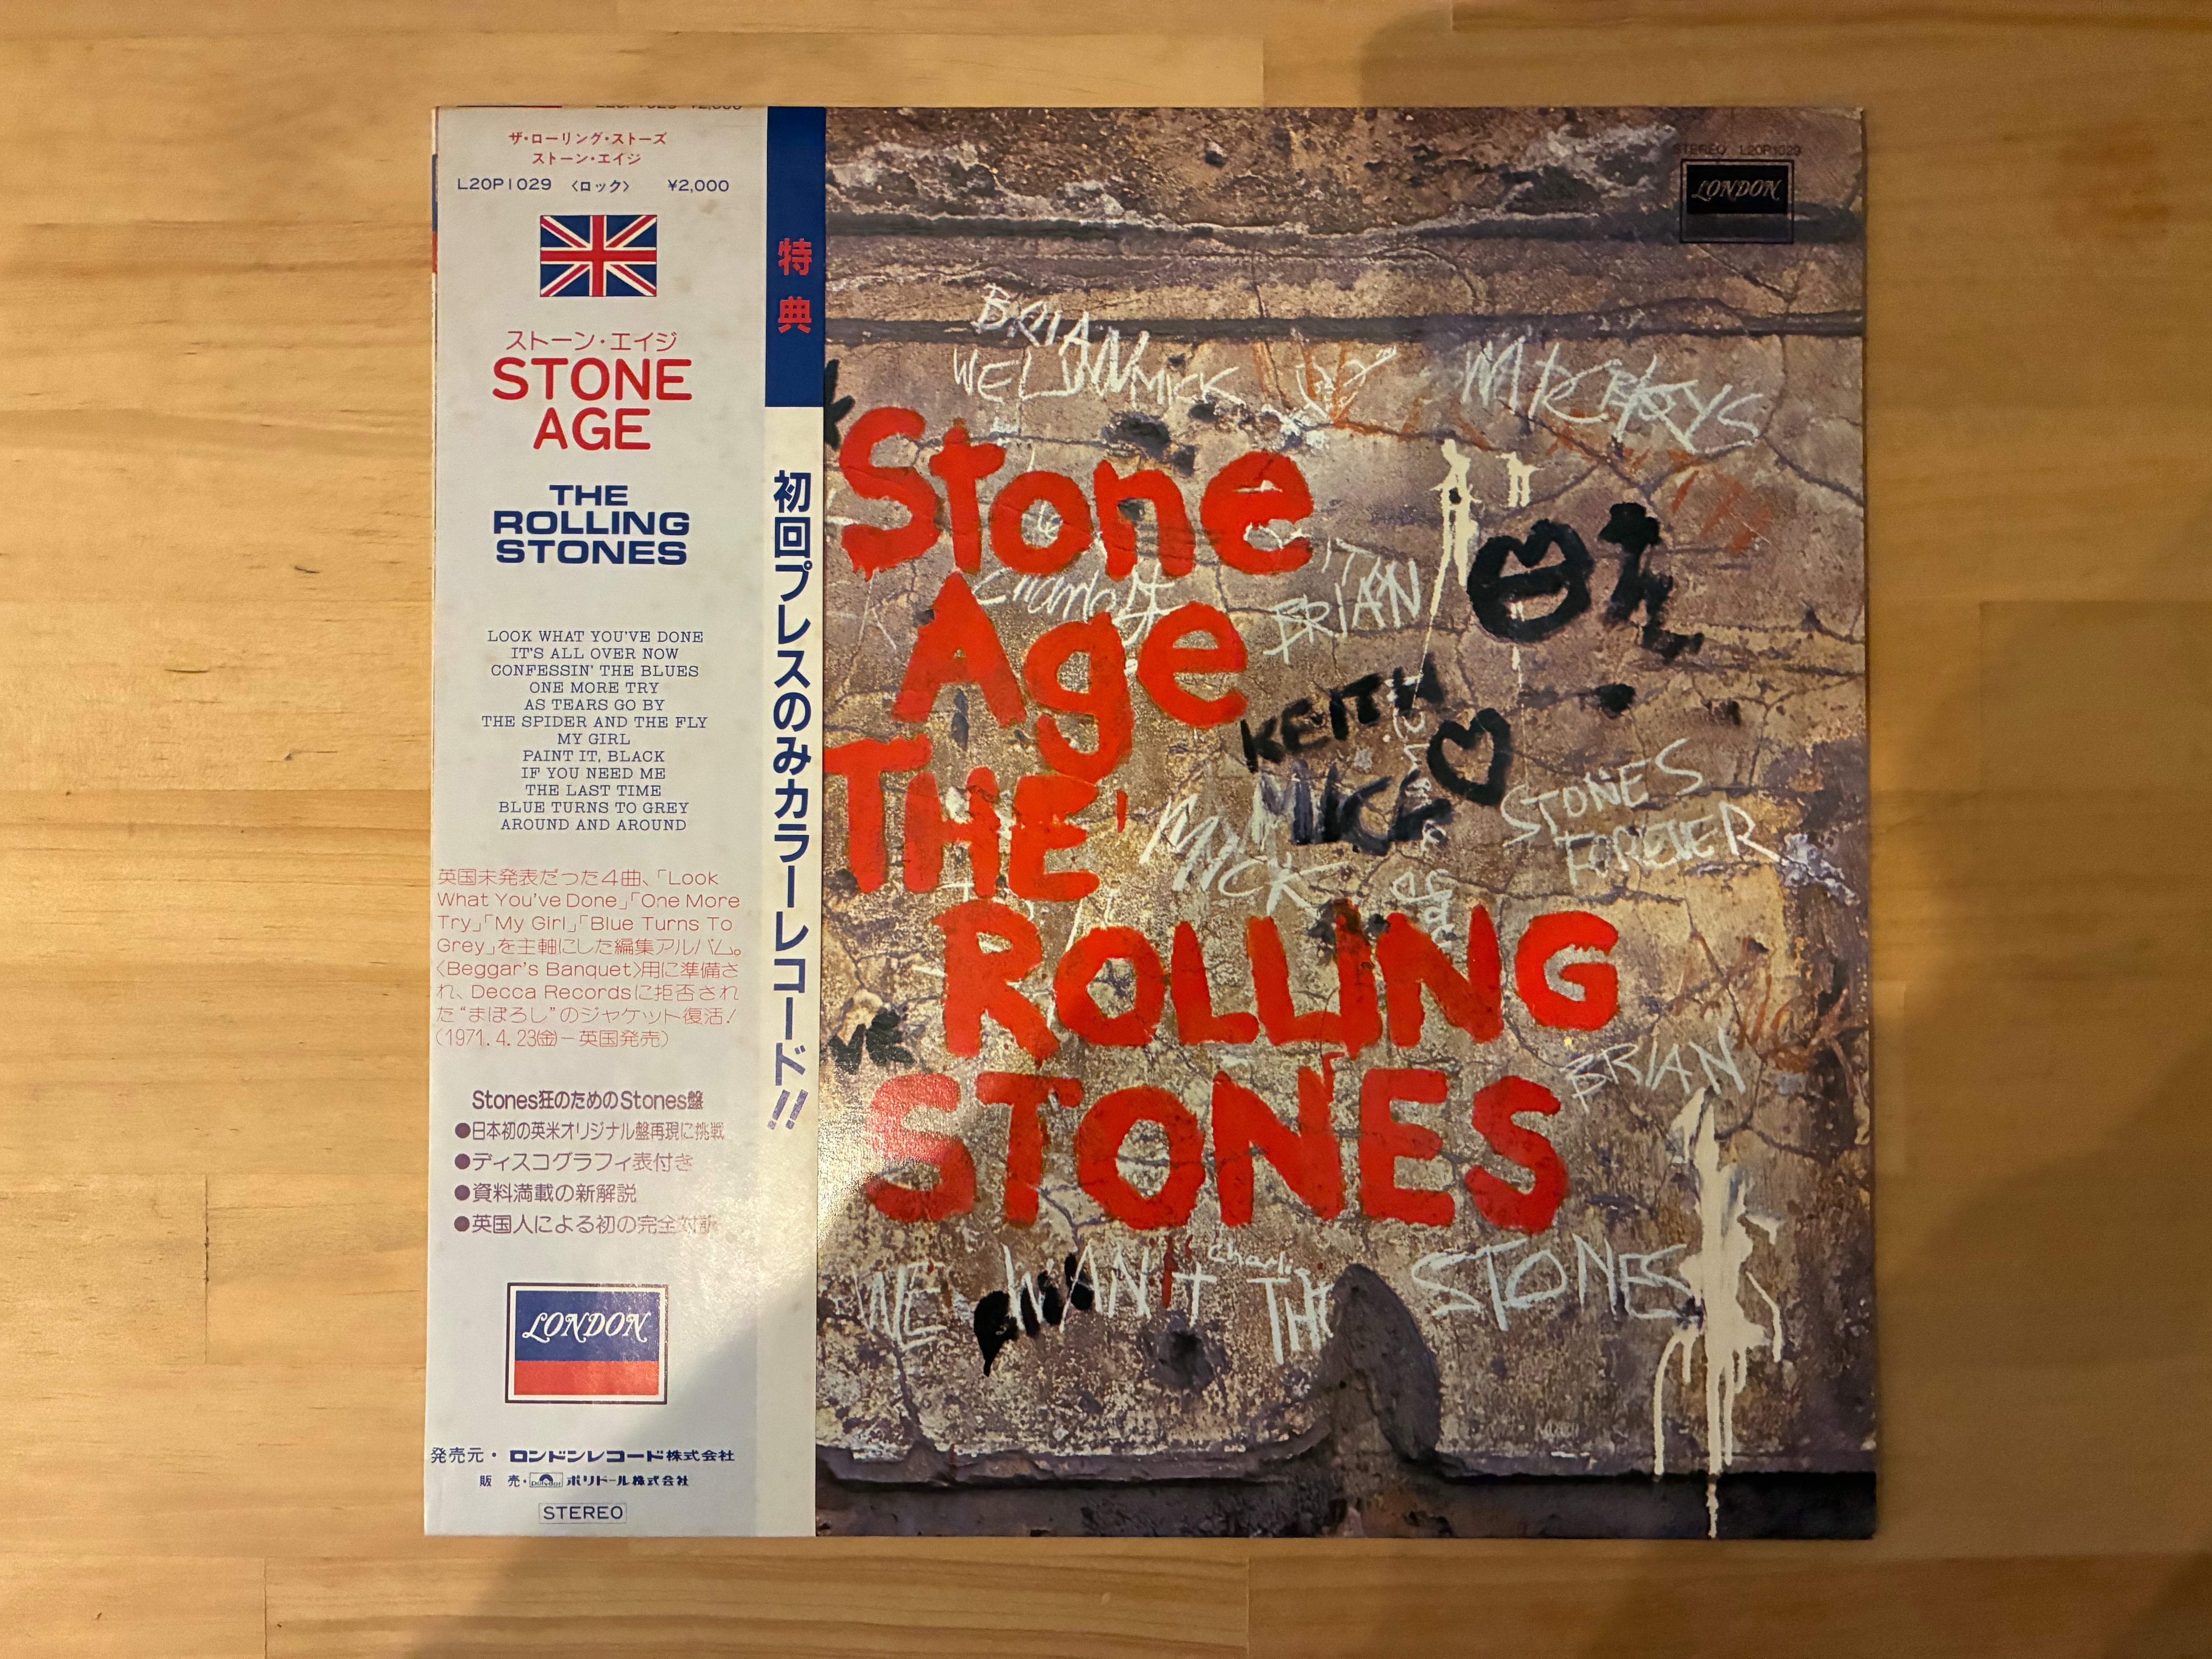 ザ・ローリング・ストーズ
ストーン・エイジ
L20P1029 〈ロック〉 ¥2,000
ストーン・エイジ
STONE
AGE
THE
ROLLING
STONES
LOOK WHAT YOU'VE DONE
IT'S ALL OVER NOW
CONFESSIN' THE BLUES
ONE MORE TRY
AS TEARS GO BY
THE SPIDER AND THE FLY
MY GIRL
PAINT IT, BLACK
IF YOU NEED ME
THE LAST TIME
BLUE TURNS TO GREY
AROUND AND AROUND
英国未発表だった4曲、「Look
What You've Done」「One More
Try」「My Girl」「Blue Turns To
Grey」を主軸にした編集アルバム。
〈Beggar's Banquet〉用に準備さ
れ、Decca Recordsに拒否され
た“まぼろし”のジャケット復活!
(1971.4.23金)－英国発売)
Stones狂のためのStones盤
●日本初の英米オリジナル盤再現に挑戦
●ディスコグラフィ表付き
●資料満載の新解説
●英国人による初の完全対訳
LONDON
発売元・ロンドンレコード株式会社
販売・Polydor ポリドール株式会社
STEREO
特典
初回プレスのみカラーレコード!!
STEREO L20P1029
LONDON
BRIAN
Stone
Age
BRIAN
KEITH
MICK
MICK
STONES
FOREVER
THE
ROLLING
STONES
BRIAN
Charlie
WE WANT THE STONES